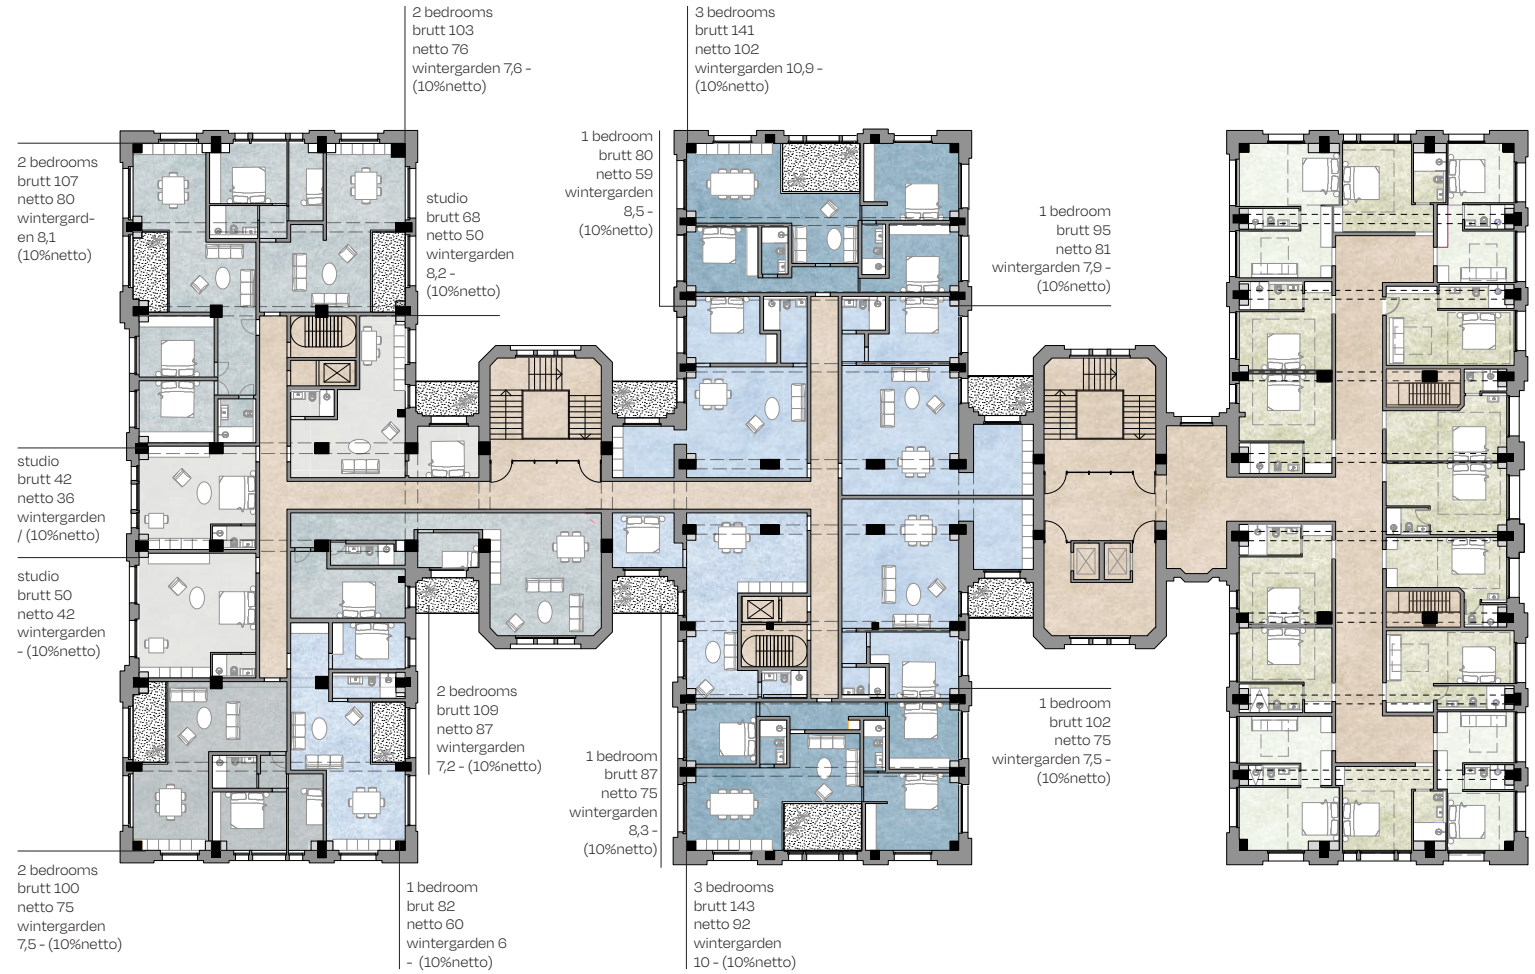 2 bedrooms
brutt 103
netto 76
wintergarden 7,6 -
(10%netto)
3 bedrooms
brutt 141
netto 102
wintergarden 10,9 -
(10%netto)
2 bedrooms
brutt 107
netto 80
wintergard-
en 8,1
(10%netto)
studio
brutt 68
netto 50
wintergarden
8,2 -
(10%netto)
1 bedroom
brutt 80
netto 59
wintergarden
8,5 -
(10%netto)
1 bedroom
brutt 95
netto 81
wintergarden 7,9 -
(10%netto)
studio
brutt 42
netto 36
wintergarden
/ (10%netto)
studio
brutt 50
netto 42
wintergarden
- (10%netto)
2 bedrooms
brutt 109
netto 87
wintergarden
7,2 - (10%netto)
1 bedroom
brutt 87
netto 75
wintergarden
8,3 -
(10%netto)
1 bedroom
brutt 102
netto 75
wintergarden 7,5 -
(10%netto)
2 bedrooms
brutt 100
netto 75
wintergarden
7,5 - (10%netto)
1 bedroom
brut 82
netto 60
wintergarden 6
- (10%netto)
3 bedrooms
brutt 143
netto 92
wintergarden
10 - (10%netto)